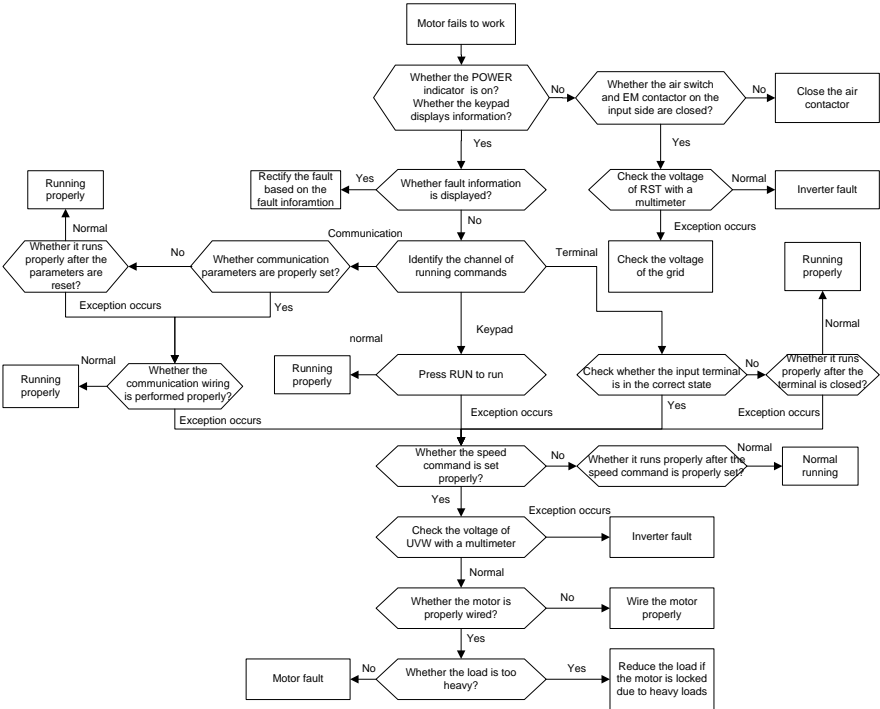 Motor fails to work
Whether the POWER
indicator is on?
Whether the keypad
displays information?
No
Whether the air switch
and EM contactor on the
input side are closed?
No
Close the air
contactor
Yes
Yes
Rectify the fault
based on the
fault inforamtion
Yes
Whether fault information
is displayed?
Check the voltage
of RST with a
multimeter
Normal
Inverter fault
Running
properly
Normal
No
Exception occurs
Communication
Whether it runs
properly after the
parameters are
reset?
No
Whether communication
parameters are properly set?
Identify the channel of
running commands
Terminal
Check the voltage
of the grid
Running
properly
Exception occurs
Yes
Keypad
Normal
normal
Normal
Running
properly
Whether the
communication wiring
is performed properly?
Running
properly
Press RUN to run
Check whether the input terminal
is in the correct state
No
Whether it runs
properly after the
terminal is closed?
Exception occurs
Exception occurs
Yes
Exception occurs
Whether the speed
command is set
properly?
No
Whether it runs properly after the
speed command is properly set?
Normal
Normal
running
Yes
Exception occurs
Check the voltage of
UVW with a multimeter
Inverter fault
Normal
Whether the motor is
properly wired?
No
Wire the motor
properly
Yes
Motor fault
No
Whether the load is too
heavy?
Yes
Reduce the load if
the motor is locked
due to heavy loads